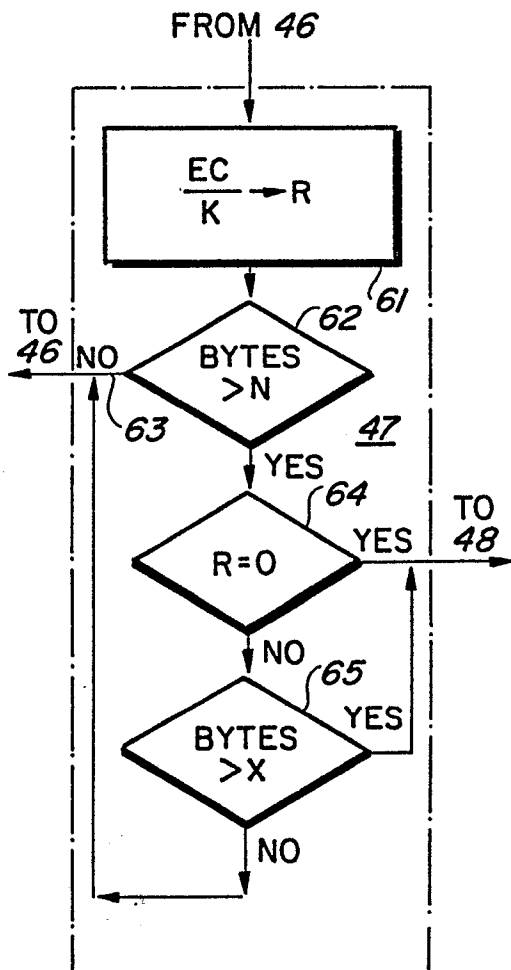 FROM 46
EC
K
→ R
61
62
TO
46
NO
BYTES
>N
63
47
YES
64
R=0
YES
TO
48
NO
65
BYTES
>X
YES
NO